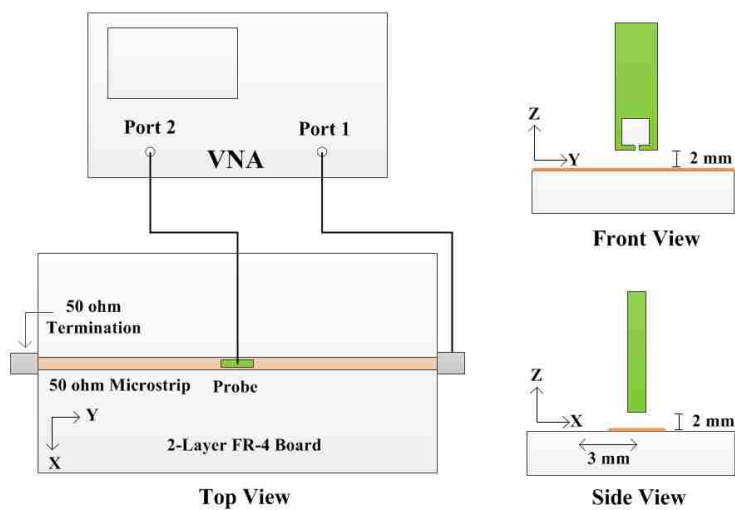 Port 2
Port 1
VNA
50 ohm
Termination
50 ohm Microstrip
Probe
Y
X
2-Layer FR-4 Board
Top View
Z
Y
2 mm
Front View
Z
X
2 mm
3 mm
Side View